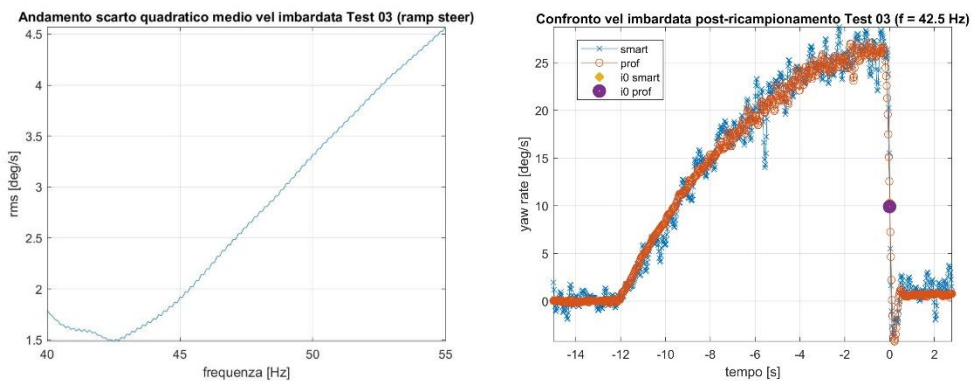 Andamento scarto quadratico medio vel imbardata Test 03 (ramp steer)
rms [deg/s]
4.5
4
3.5
3
2.5
2
1.5
40
45
50
55
frequenza [Hz]
Confronto vel imbardata post-ricampionamento Test 03 (f = 42.5 Hz)
smart
prof
i0 smart
i0 prof
yaw rate [deg/s]
25
20
15
10
5
0
-14
-12
-10
-8
-6
-4
-2
0
2
tempo [s]